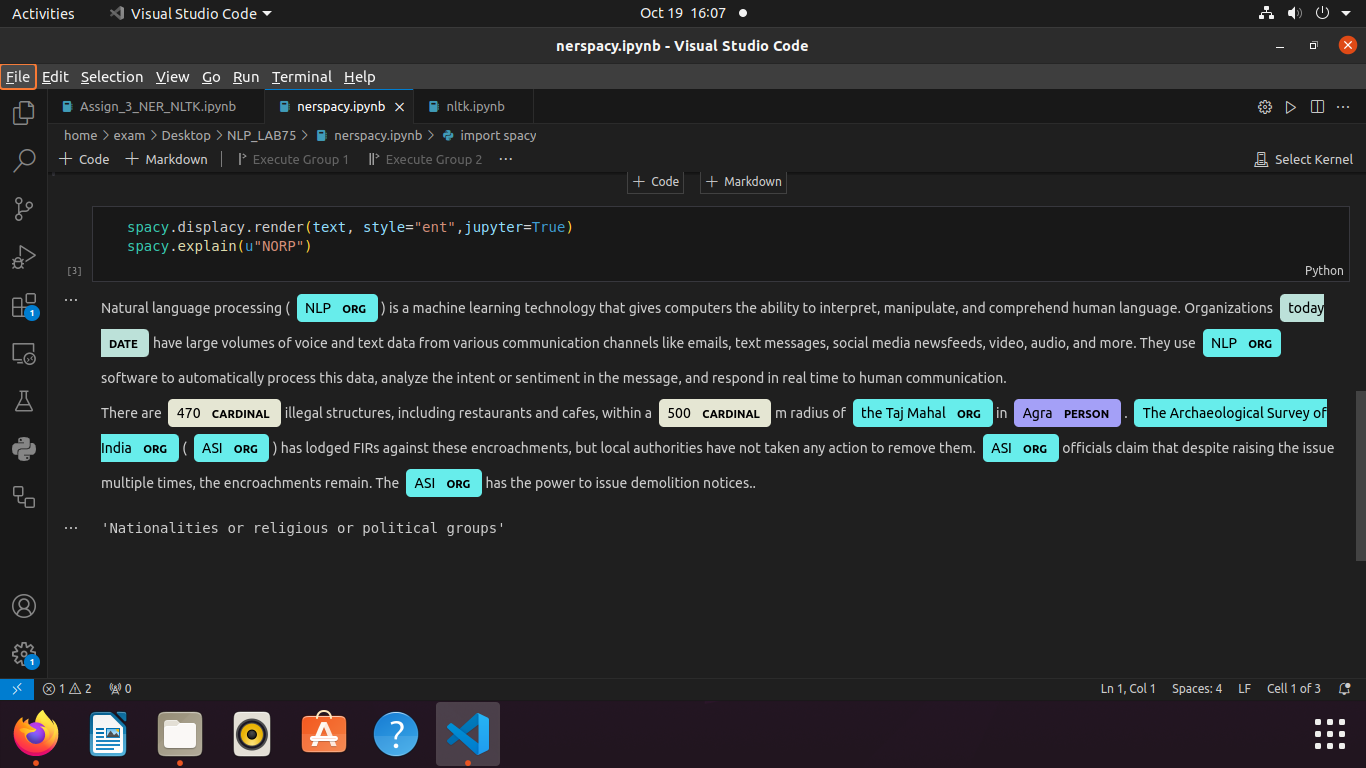 Activities Visual Studio Code Oct 19 16:07
nerspacy.ipynb - Visual Studio Code
File Edit Selection View Go Run Terminal Help
Assign_3_NER_NLTK.ipynb nerspacy.ipynb nltk.ipynb
home > exam > Desktop > NLP_LAB75 > nerspacy.ipynb > import spacy
+ Code + Markdown Execute Group 1 Execute Group 2 ... Select Kernel
+ Code + Markdown
spacy.displacy.render(text, style="ent",jupyter=True)
spacy.explain(u"NORP")
[3] Python
Natural language processing ( NLP ORG ) is a machine learning technology that gives computers the ability to interpret, manipulate, and comprehend human language. Organizations today
DATE have large volumes of voice and text data from various communication channels like emails, text messages, social media newsfeeds, video, audio, and more. They use NLP ORG
software to automatically process this data, analyze the intent or sentiment in the message, and respond in real time to human communication.
There are 470 CARDINAL illegal structures, including restaurants and cafes, within a 500 CARDINAL m radius of the Taj Mahal ORG in Agra PERSON . The Archaeological Survey of
India ORG ( ASI ORG ) has lodged FIRs against these encroachments, but local authorities have not taken any action to remove them. ASI ORG officials claim that despite raising the issue
multiple times, the encroachments remain. The ASI ORG has the power to issue demolition notices..
'Nationalities or religious or political groups'
1
1
1 2 0 Ln 1, Col 1 Spaces: 4 LF Cell 1 of 3